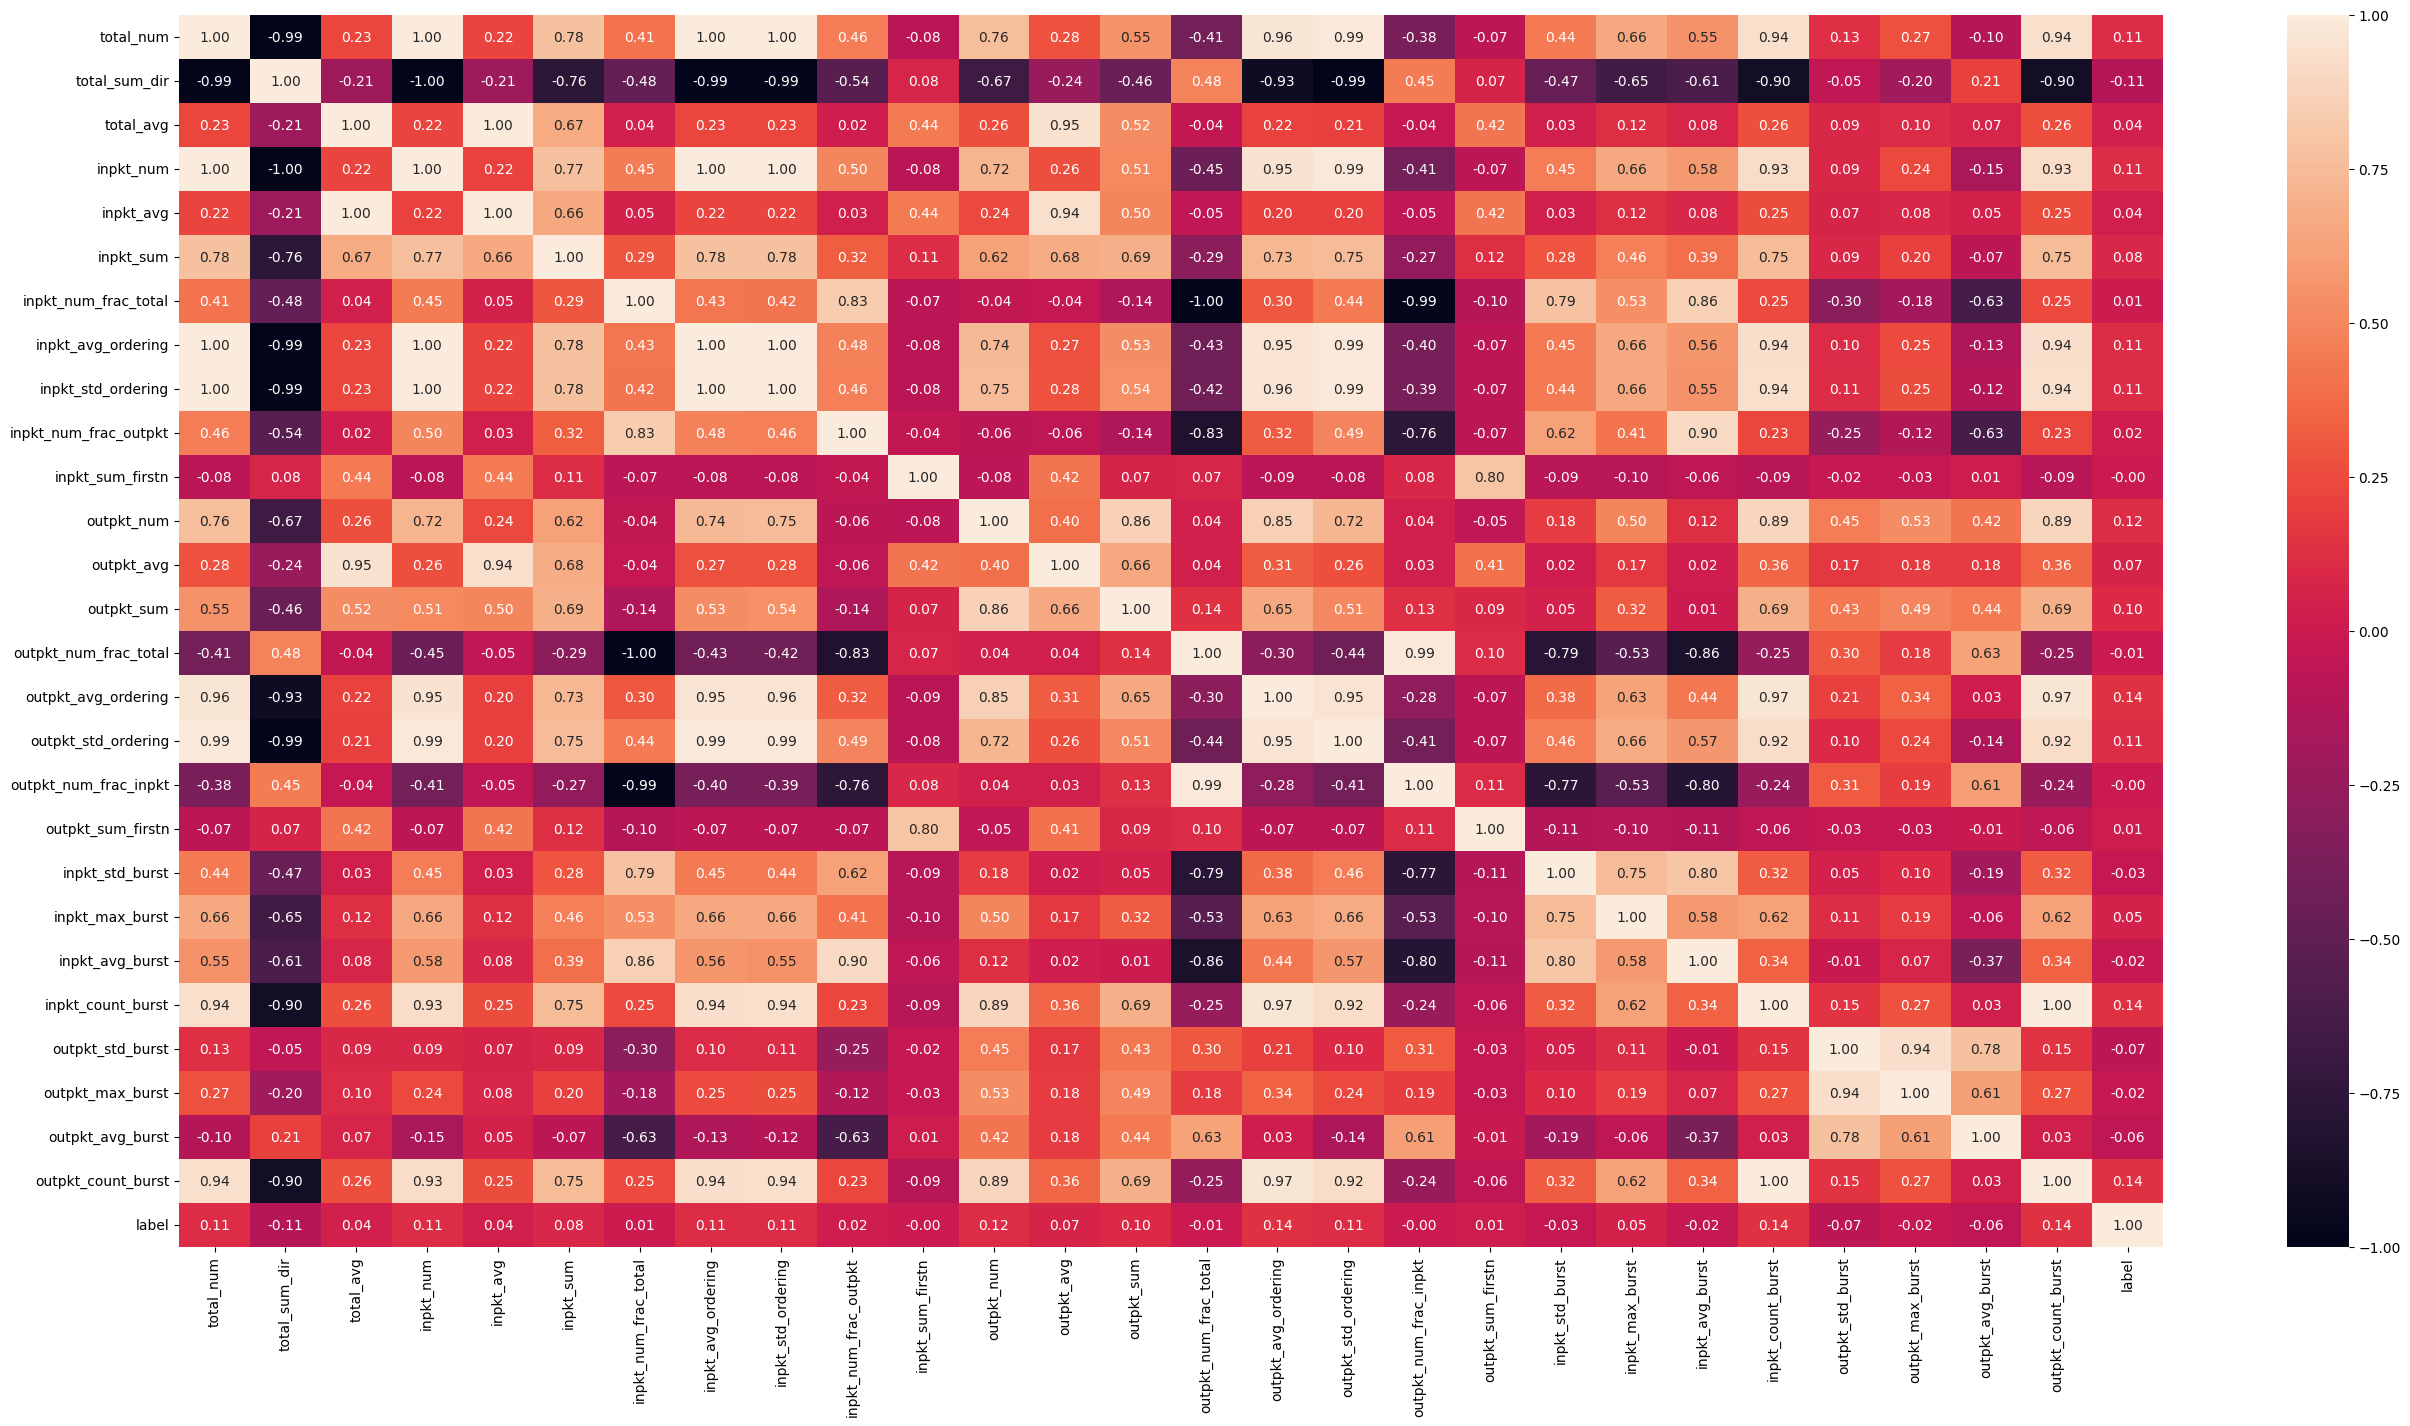 total_num 1.00 -0.99 0.23 1.00 0.22 0.78 0.41 1.00 1.00 0.46 -0.08 0.76 0.28 0.55 -0.41 0.96 0.99 -0.38 -0.07 0.44 0.66 0.55 0.94 0.13 0.27 -0.10 0.94 0.11
total_sum_dir -0.99 1.00 -0.21 -1.00 -0.21 -0.76 -0.48 -0.99 -0.99 -0.54 0.08 -0.67 -0.24 -0.46 0.48 -0.93 -0.99 0.45 0.07 -0.47 -0.65 -0.61 -0.90 -0.05 -0.20 0.21 -0.90 -0.11
total_avg 0.23 -0.21 1.00 0.22 1.00 0.67 0.04 0.23 0.23 0.02 0.44 0.26 0.95 0.52 -0.04 0.22 0.21 -0.04 0.42 0.03 0.12 0.08 0.26 0.09 0.10 0.07 0.26 0.04
inpkt_num 1.00 -1.00 0.22 1.00 0.22 0.77 0.45 1.00 1.00 0.50 -0.08 0.72 0.26 0.51 -0.45 0.95 0.99 -0.41 -0.07 0.45 0.66 0.58 0.93 0.09 0.24 -0.15 0.93 0.11
inpkt_avg 0.22 -0.21 1.00 0.22 1.00 0.66 0.05 0.22 0.22 0.03 0.44 0.24 0.94 0.50 -0.05 0.20 0.20 -0.05 0.42 0.03 0.12 0.08 0.25 0.07 0.08 0.05 0.25 0.04
inpkt_sum 0.78 -0.76 0.67 0.77 0.66 1.00 0.29 0.78 0.78 0.32 0.11 0.62 0.68 0.69 -0.29 0.73 0.75 -0.27 0.12 0.28 0.46 0.39 0.75 0.09 0.20 -0.07 0.75 0.08
inpkt_num_frac_total 0.41 -0.48 0.04 0.45 0.05 0.29 1.00 0.43 0.42 0.83 -0.07 -0.04 -0.04 -0.14 -1.00 0.30 0.44 -0.99 -0.10 0.79 0.53 0.86 0.25 -0.30 -0.18 -0.63 0.25 0.01
inpkt_avg_ordering 1.00 -0.99 0.23 1.00 0.22 0.78 0.43 1.00 1.00 0.48 -0.08 0.74 0.27 0.53 -0.43 0.95 0.99 -0.40 -0.07 0.45 0.66 0.56 0.94 0.10 0.25 -0.13 0.94 0.11
inpkt_std_ordering 1.00 -0.99 0.23 1.00 0.22 0.78 0.42 1.00 1.00 0.46 -0.08 0.75 0.28 0.54 -0.42 0.96 0.99 -0.39 -0.07 0.44 0.66 0.55 0.94 0.11 0.25 -0.12 0.94 0.11
inpkt_num_frac_outpkt 0.46 -0.54 0.02 0.50 0.03 0.32 0.83 0.48 0.46 1.00 -0.04 -0.06 -0.06 -0.14 -0.83 0.32 0.49 -0.76 -0.07 0.62 0.41 0.90 0.23 -0.25 -0.12 -0.63 0.23 0.02
inpkt_sum_firstn -0.08 0.08 0.44 -0.08 0.44 0.11 -0.07 -0.08 -0.08 -0.04 1.00 -0.08 0.42 0.07 0.07 -0.09 -0.08 0.08 0.80 -0.09 -0.10 -0.06 -0.09 -0.02 -0.03 0.01 -0.09 -0.00
outpkt_num 0.76 -0.67 0.26 0.72 0.24 0.62 -0.04 0.74 0.75 -0.06 -0.08 1.00 0.40 0.86 0.04 0.85 0.72 0.04 -0.05 0.18 0.50 0.12 0.89 0.45 0.53 0.42 0.89 0.12
outpkt_avg 0.28 -0.24 0.95 0.26 0.94 0.68 -0.04 0.27 0.28 -0.06 0.42 0.40 1.00 0.66 0.04 0.31 0.26 0.03 0.41 0.02 0.17 0.02 0.36 0.17 0.18 0.18 0.36 0.07
outpkt_sum 0.55 -0.46 0.52 0.51 0.50 0.69 -0.14 0.53 0.54 -0.14 0.07 0.86 0.66 1.00 0.14 0.65 0.51 0.13 0.09 0.05 0.32 0.01 0.69 0.43 0.49 0.44 0.69 0.10
outpkt_num_frac_total -0.41 0.48 -0.04 -0.45 -0.05 -0.29 -1.00 -0.43 -0.42 -0.83 0.07 0.04 0.04 0.14 1.00 -0.30 -0.44 0.99 0.10 -0.79 -0.53 -0.86 -0.25 0.30 0.18 0.63 -0.25 -0.01
outpkt_avg_ordering 0.96 -0.93 0.22 0.95 0.20 0.73 0.30 0.95 0.96 0.32 -0.09 0.85 0.31 0.65 -0.30 1.00 0.95 -0.28 -0.07 0.38 0.63 0.44 0.97 0.21 0.34 0.03 0.97 0.14
outpkt_std_ordering 0.99 -0.99 0.21 0.99 0.20 0.75 0.44 0.99 0.99 0.49 -0.08 0.72 0.26 0.51 -0.44 0.95 1.00 -0.41 -0.07 0.46 0.66 0.57 0.92 0.10 0.24 -0.14 0.92 0.11
outpkt_num_frac_inpkt -0.38 0.45 -0.04 -0.41 -0.05 -0.27 -0.99 -0.40 -0.39 -0.76 0.08 0.04 0.03 0.13 0.99 -0.28 -0.41 1.00 0.11 -0.77 -0.53 -0.80 -0.24 0.31 0.19 0.61 -0.24 -0.00
outpkt_sum_firstn -0.07 0.07 0.42 -0.07 0.42 0.12 -0.10 -0.07 -0.07 -0.07 0.80 -0.05 0.41 0.09 0.10 -0.07 -0.07 0.11 1.00 -0.11 -0.10 -0.11 -0.06 -0.03 -0.03 -0.01 -0.06 0.01
inpkt_std_burst 0.44 -0.47 0.03 0.45 0.03 0.28 0.79 0.45 0.44 0.62 -0.09 0.18 0.02 0.05 -0.79 0.38 0.46 -0.77 -0.11 1.00 0.75 0.80 0.32 0.05 0.10 -0.19 0.32 -0.03
inpkt_max_burst 0.66 -0.65 0.12 0.66 0.12 0.46 0.53 0.66 0.66 0.41 -0.10 0.50 0.17 0.32 -0.53 0.63 0.66 -0.53 -0.10 0.75 1.00 0.58 0.62 0.11 0.19 -0.06 0.62 0.05
inpkt_avg_burst 0.55 -0.61 0.08 0.58 0.08 0.39 0.86 0.56 0.55 0.90 -0.06 0.12 0.02 0.01 -0.86 0.44 0.57 -0.80 -0.11 0.80 0.58 1.00 0.34 -0.01 0.07 -0.37 0.34 -0.02
inpkt_count_burst 0.94 -0.90 0.26 0.93 0.25 0.75 0.25 0.94 0.94 0.23 -0.09 0.89 0.36 0.69 -0.25 0.97 0.92 -0.24 -0.06 0.32 0.62 0.34 1.00 0.15 0.27 0.03 1.00 0.14
outpkt_std_burst 0.13 -0.05 0.09 0.09 0.07 0.09 -0.30 0.10 0.11 -0.25 -0.02 0.45 0.17 0.43 0.30 0.21 0.10 0.31 -0.03 0.05 0.11 -0.01 0.15 1.00 0.94 0.78 0.15 -0.07
outpkt_max_burst 0.27 -0.20 0.10 0.24 0.08 0.20 -0.18 0.25 0.25 -0.12 -0.03 0.53 0.18 0.49 0.18 0.34 0.24 0.19 -0.03 0.10 0.19 0.07 0.27 0.94 1.00 0.61 0.27 -0.02
outpkt_avg_burst -0.10 0.21 0.07 -0.15 0.05 -0.07 -0.63 -0.13 -0.12 -0.63 0.01 0.42 0.18 0.44 0.63 0.03 -0.14 0.61 -0.01 -0.19 -0.06 -0.37 0.03 0.78 0.61 1.00 0.03 -0.06
outpkt_count_burst 0.94 -0.90 0.26 0.93 0.25 0.75 0.25 0.94 0.94 0.23 -0.09 0.89 0.36 0.69 -0.25 0.97 0.92 -0.24 -0.06 0.32 0.62 0.34 1.00 0.15 0.27 0.03 1.00 0.14
label 0.11 -0.11 0.04 0.11 0.04 0.08 0.01 0.11 0.11 0.02 -0.00 0.12 0.07 0.10 -0.01 0.14 0.11 -0.00 0.01 -0.03 0.05 -0.02 0.14 -0.07 -0.02 -0.06 0.14 1.00
total_num
total_sum_dir
total_avg
inpkt_num
inpkt_avg
inpkt_sum
inpkt_num_frac_total
inpkt_avg_ordering
inpkt_std_ordering
inpkt_num_frac_outpkt
inpkt_sum_firstn
outpkt_num
outpkt_avg
outpkt_sum
outpkt_num_frac_total
outpkt_avg_ordering
outpkt_std_ordering
outpkt_num_frac_inpkt
outpkt_sum_firstn
inpkt_std_burst
inpkt_max_burst
inpkt_avg_burst
inpkt_count_burst
outpkt_std_burst
outpkt_max_burst
outpkt_avg_burst
outpkt_count_burst
label
1.00
0.75
0.50
0.25
0.00
−0.25
−0.50
−0.75
−1.00